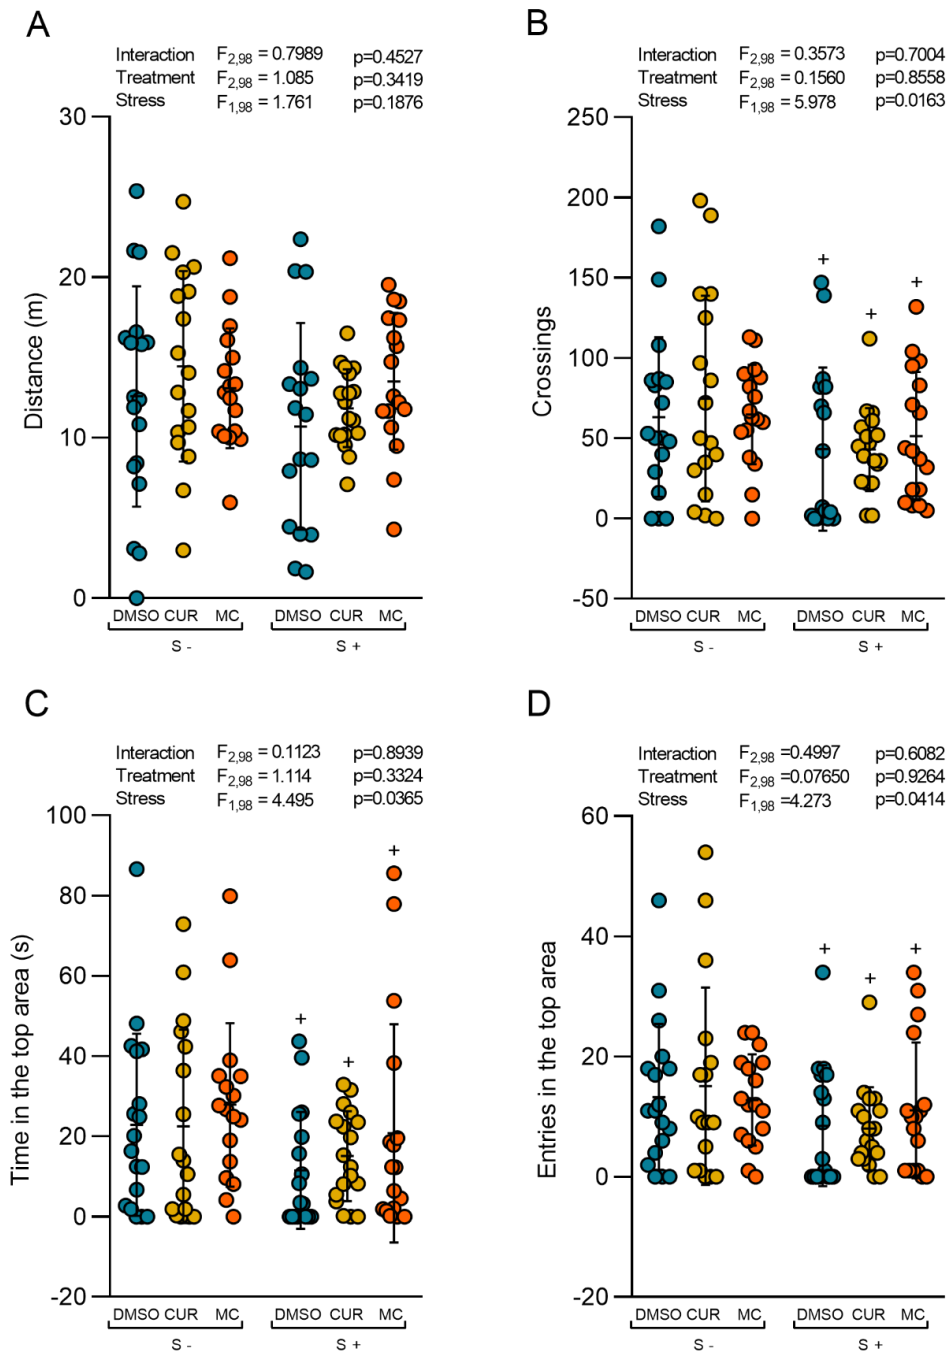 A
Interaction F2,98 = 0.7989 p=0.4527
Treatment F2,98 = 1.085 p=0.3419
Stress F1,98 = 1.761 p=0.1876
30
20
10
0
Distance (m)
DMSO CUR MC DMSO CUR MC
S - S +
B
Interaction F2,98 = 0.3573 p=0.7004
Treatment F2,98 = 0.1560 p=0.8558
Stress F1,98 = 5.978 p=0.0163
250
200
150
100
50
0
-50
Crossings
+ + +
DMSO CUR MC DMSO CUR MC
S - S +
C
Interaction F2,98 = 0.1123 p=0.8939
Treatment F2,98 = 1.114 p=0.3324
Stress F1,98 = 4.495 p=0.0365
100
80
60
40
20
0
-20
Time in the top area (s)
+ + +
DMSO CUR MC DMSO CUR MC
S - S +
D
Interaction F2,98 =0.4997 p=0.6082
Treatment F2,98 =0.07650 p=0.9264
Stress F1,98 =4.273 p=0.0414
60
40
20
0
-20
Entries in the top area
+ + +
DMSO CUR MC DMSO CUR MC
S - S +